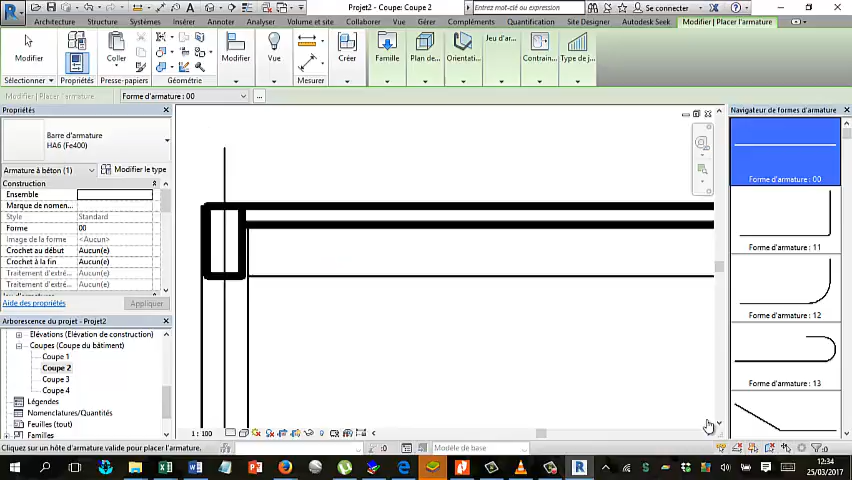 Projet2 - Coupe: Coupe 2
Entrez mot-clé ou expression
Se connecter
Architecture Structure Systèmes Insérer Annoter Analyser Volume et site Collaborer Vue Gérer Compléments Quantification Site Designer Autodesk Seek Modifier | Placer l'armature
Modifier
Propriétés
Coller
Modifier
Vue
Mesurer
Créer
Famille
Plan de...
Orientat...
Jeu d'ar...
Contrain...
Type de j...
Sélectionner
Propriétés
Presse-papiers
Géométrie
Mesurer
Modifier | Placer l'armature
Forme d'armature : 00
...
Propriétés
Barre d'armature
HA6 (Fe400)
Armature à béton (1)
Modifier le type
Construction
Ensemble
Marque de nomen...
Style Standard
Forme 00
Image de la forme <Aucun>
Crochet au début Aucun(e)
Crochet à la fin Aucun(e)
Traitement d'extré... Aucun(e)
Traitement d'extré... Aucun(e)
Aide des propriétés
Appliquer
Arborescence du projet - Projet2
Elévations (Elévation de construction)
Coupes (Coupe du bâtiment)
Coupe 1
Coupe 2
Coupe 3
Coupe 4
Légendes
Nomenclatures/Quantités
Feuilles (tout)
Familles
Navigateur de formes d'armature
Forme d'armature : 00
Forme d'armature : 11
Forme d'armature : 12
Forme d'armature : 13
1 : 100
Cliquez sur un hôte d'armature valide pour placer l'armature.
:0
Modèle de base
:0
12:34
25/03/2017